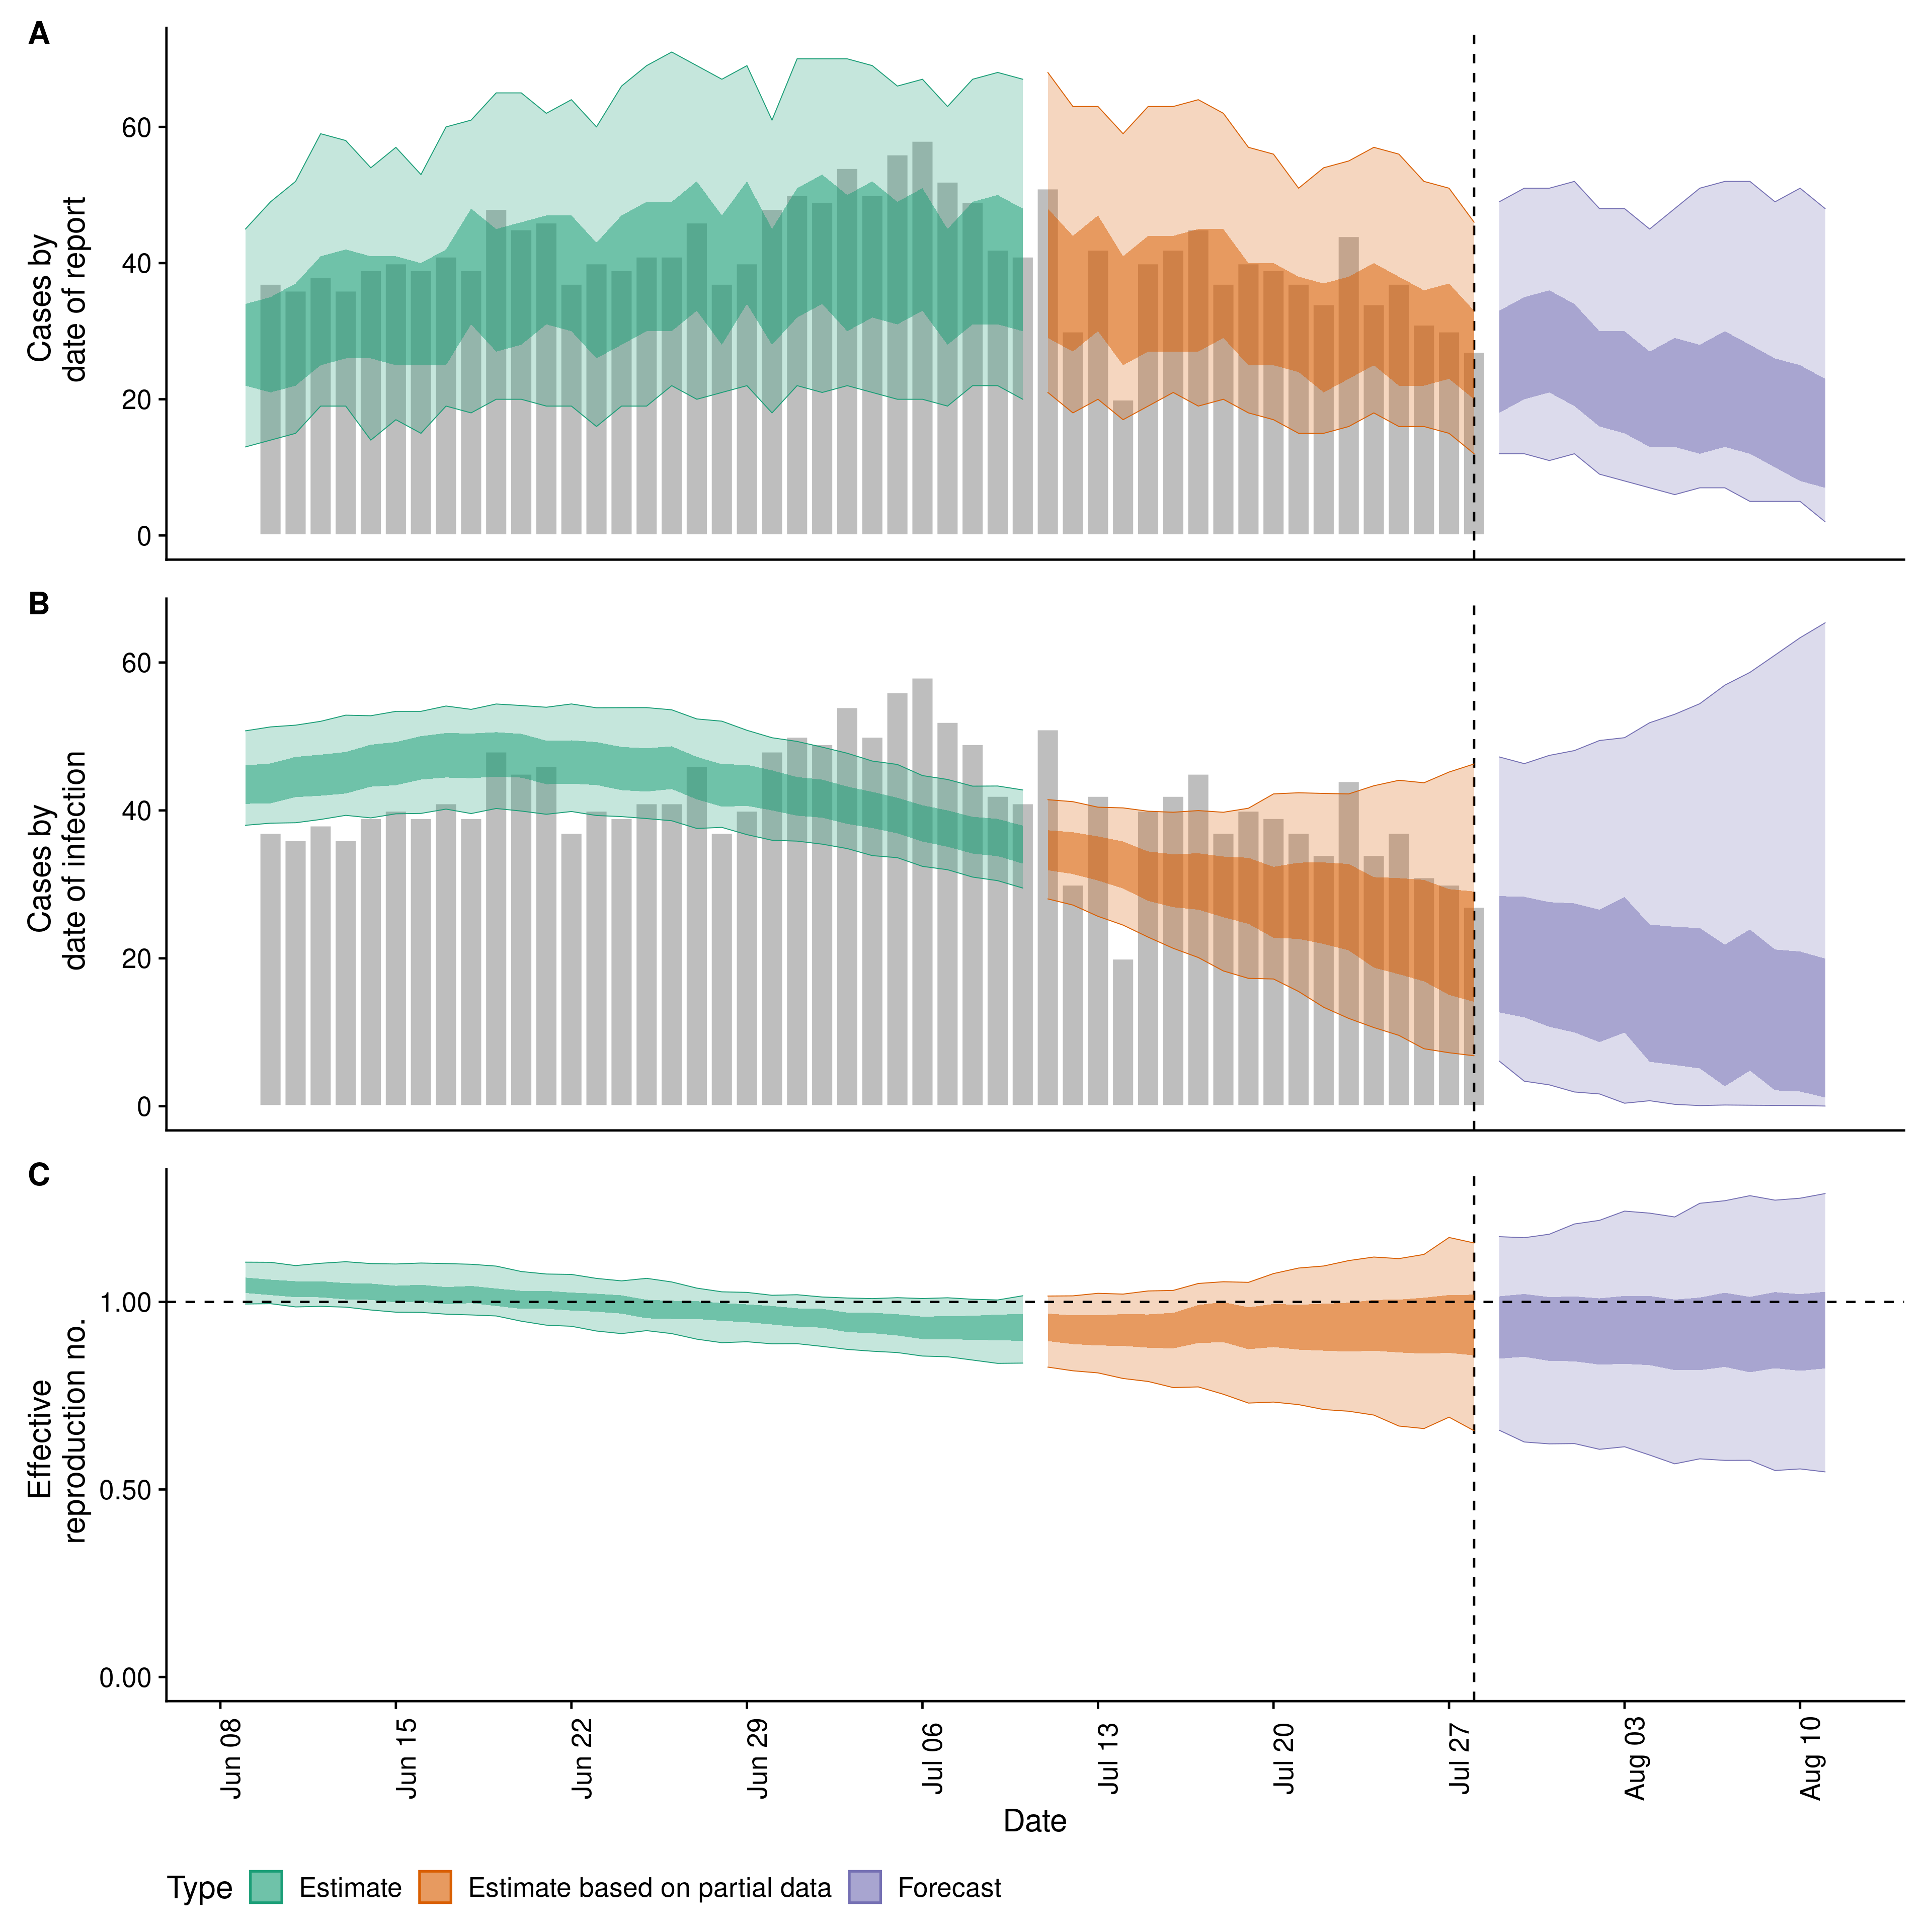 A
Cases by
date of report
60
40
20
0
B
Cases by
date of infection
60
40
20
0
C
Effective
reproduction no.
1.00
0.50
0.00
Jun 08
Jun 15
Jun 22
Jun 29
Jul 06
Jul 13
Jul 20
Jul 27
Aug 03
Aug 10
Date
Type Estimate Estimate based on partial data Forecast